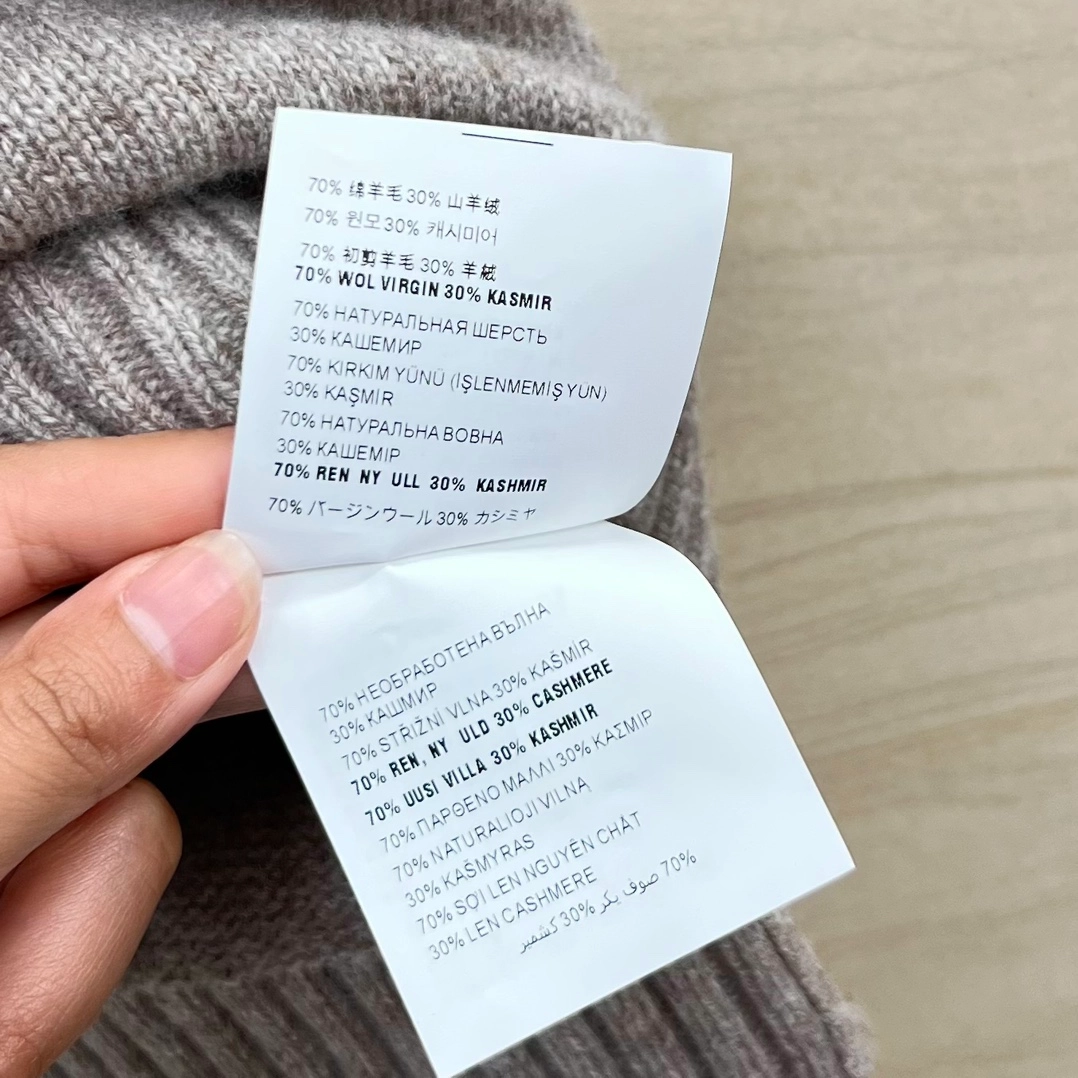 70% 绵羊毛 30% 山羊绒
70% 원모 30% 캐시미어
70% 初剪羊毛 30% 羊絨
70% WOL VIRGIN 30% KASMIR
70% НАТУРАЛЬНАЯ ШЕРСТЬ
30% КАШЕМИР
70% KIRKIM YÜNÜ (İŞLENMEMİŞ YÜN)
30% KAŞMİR
70% НАТУРАЛЬНА ВОВНА
30% КАШЕМІР
70% REN NY ULL 30% KASHMIR
70% バージンウール 30% カシミヤ
70% НЕОБРАБОТЕНА ВЪЛНА
30% КАШМИР
70% STŘIŽNÍ VLNA 30% KAŠMÍR
70% REN, NY ULD 30% CASHMERE
70% UUSI VILLA 30% KASHMIR
70% ΠΑΡΘΕΝΟ ΜΑΛΛΙ 30% ΚΑΣΜΙΡ
70% NATURALIOJI VILNA
30% KAŠMYRAS
70% SỢI LEN NGUYÊN CHẤT
30% LEN CASHMERE
70% صوف بكر 30% كشمير